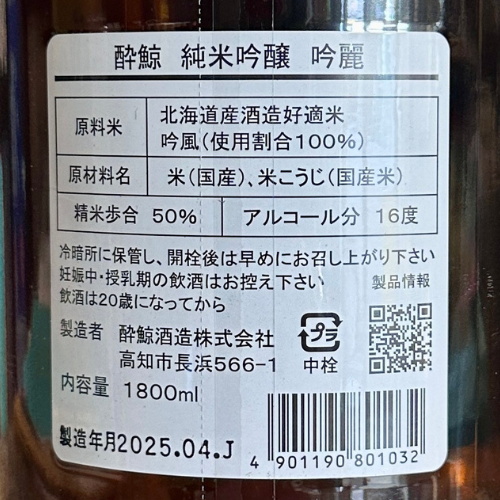 酔鯨 純米吟醸 吟麗
原料米 北海道産酒造好適米
吟風(使用割合100%)
原材料名 米(国産)、米こうじ(国産米)
精米歩合 50% アルコール分 16度
冷暗所に保管し、開栓後は早めにお召し上がり下さい
妊娠中・授乳期の飲酒はお控え下さい
飲酒は20歳になってから
製品情報
製造者 酔鯨酒造株式会社
高知市長浜566-1
プラ
中栓
内容量 1800ml
製造年月2025.04.J
4 901190 801032